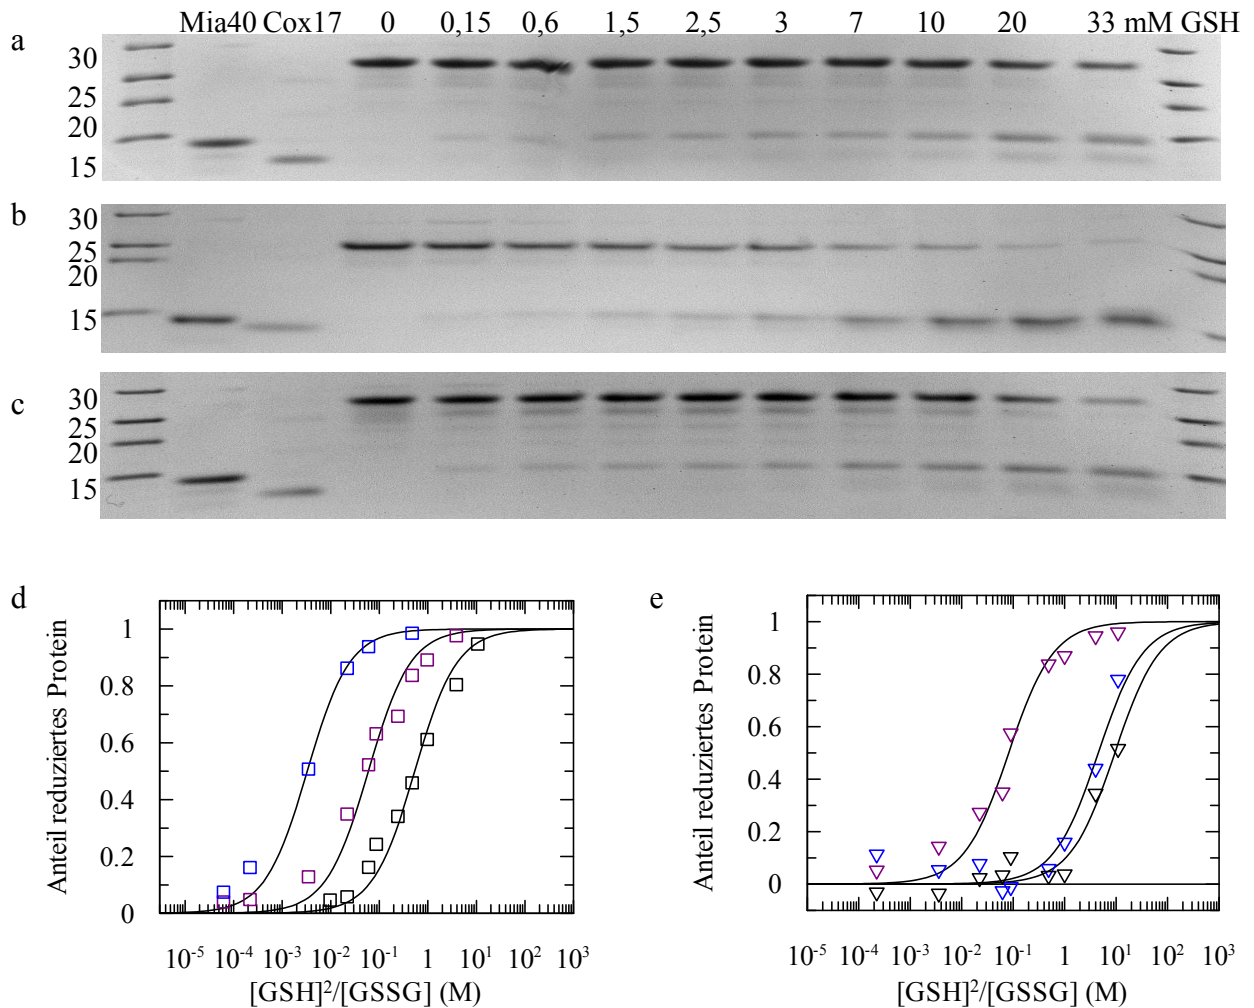 Mia40 Cox17 0 0,15 0,6 1,5 2,5 3 7 10 20 33 mM GSH
a
30
25
20
15
b
30
25
20
15
c
30
25
20
15
d
Anteil reduziertes Protein
1
0.8
0.6
0.4
0.2
0
10⁻⁵ 10⁻⁴ 10⁻³ 10⁻² 10⁻¹ 1 10¹ 10² 10³
[GSH]²/[GSSG] (M)
e
Anteil reduziertes Protein
1
0.8
0.6
0.4
0.2
0
10⁻⁵ 10⁻⁴ 10⁻³ 10⁻² 10⁻¹ 1 10¹ 10² 10³
[GSH]²/[GSSG] (M)